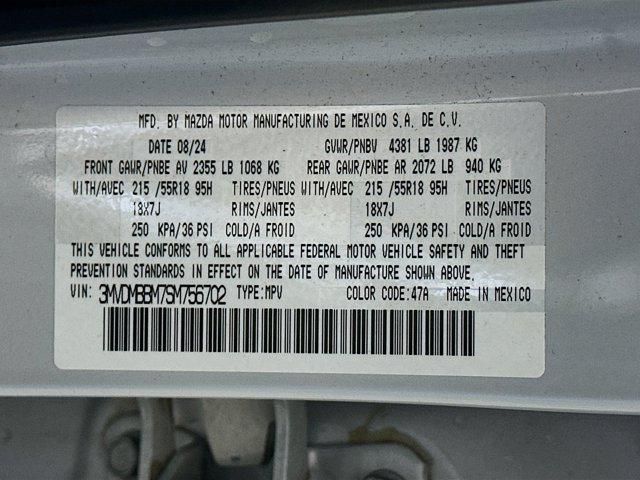 MFD. BY MAZDA MOTOR MANUFACTURING DE MEXICO S.A. DE C.V.
DATE 08/24 GVWR/PNBV 4381 LB 1987 KG
FRONT GAWR/PNBE AV 2355 LB 1068 KG REAR GAWR/PNBE AR 2072 LB 940 KG
WITH/AVEC 215 /55R18 95H TIRES/PNEUS WITH/AVEC 215 /55R18 95H TIRES/PNEUS
18X7J RIMS/JANTES 18X7J RIMS/JANTES
250 KPA/36 PSI COLD/A FROID 250 KPA/36 PSI COLD/A FROID
THIS VEHICLE CONFORMS TO ALL APPLICABLE FEDERAL MOTOR VEHICLE SAFETY AND THEFT
PREVENTION STANDARDS IN EFFECT ON THE DATE OF MANUFACTURE SHOWN ABOVE.
VIN: 3MVDMBBM7SM756702 TYPE:MPV COLOR CODE:47A MADE IN MEXICO